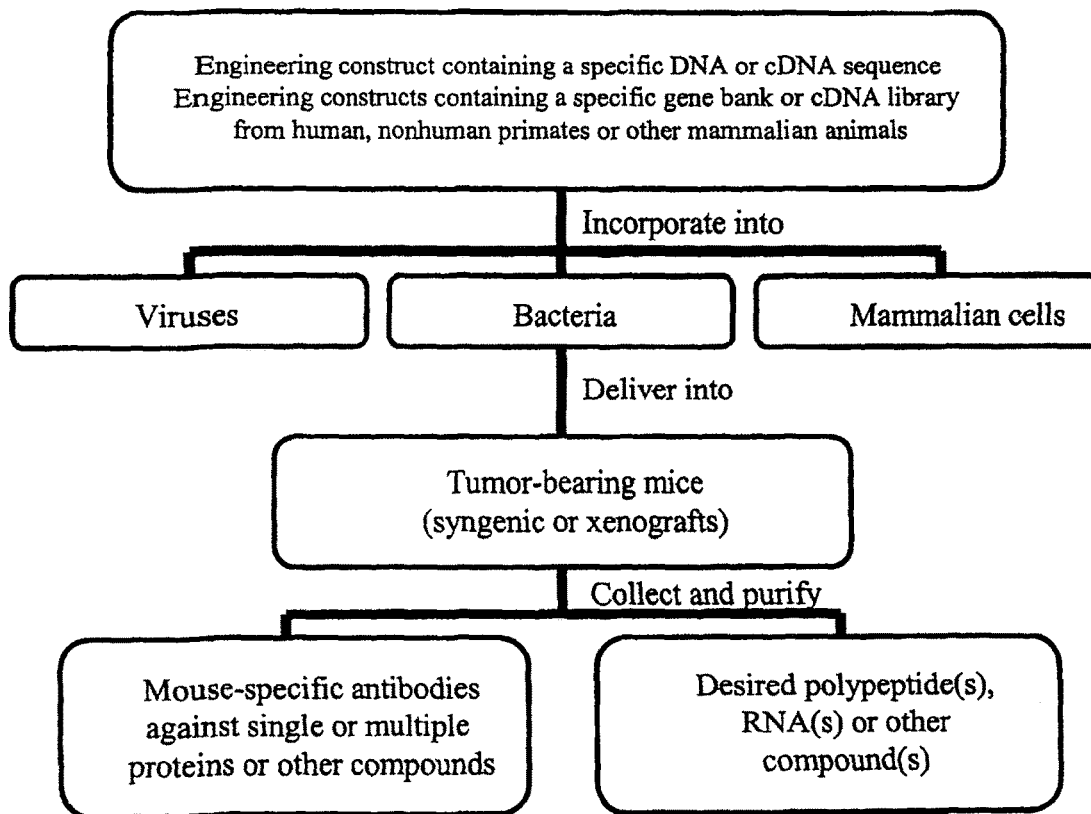 Engineering construct containing a specific DNA or cDNA sequence
Engineering constructs containing a specific gene bank or cDNA library
from human, nonhuman primates or other mammalian animals
Incorporate into
Viruses
Bacteria
Mammalian cells
Deliver into
Tumor-bearing mice
(syngenic or xenografts)
Collect and purify
Mouse-specific antibodies
against single or multiple
proteins or other compounds
Desired polypeptide(s),
RNA(s) or other
compound(s)